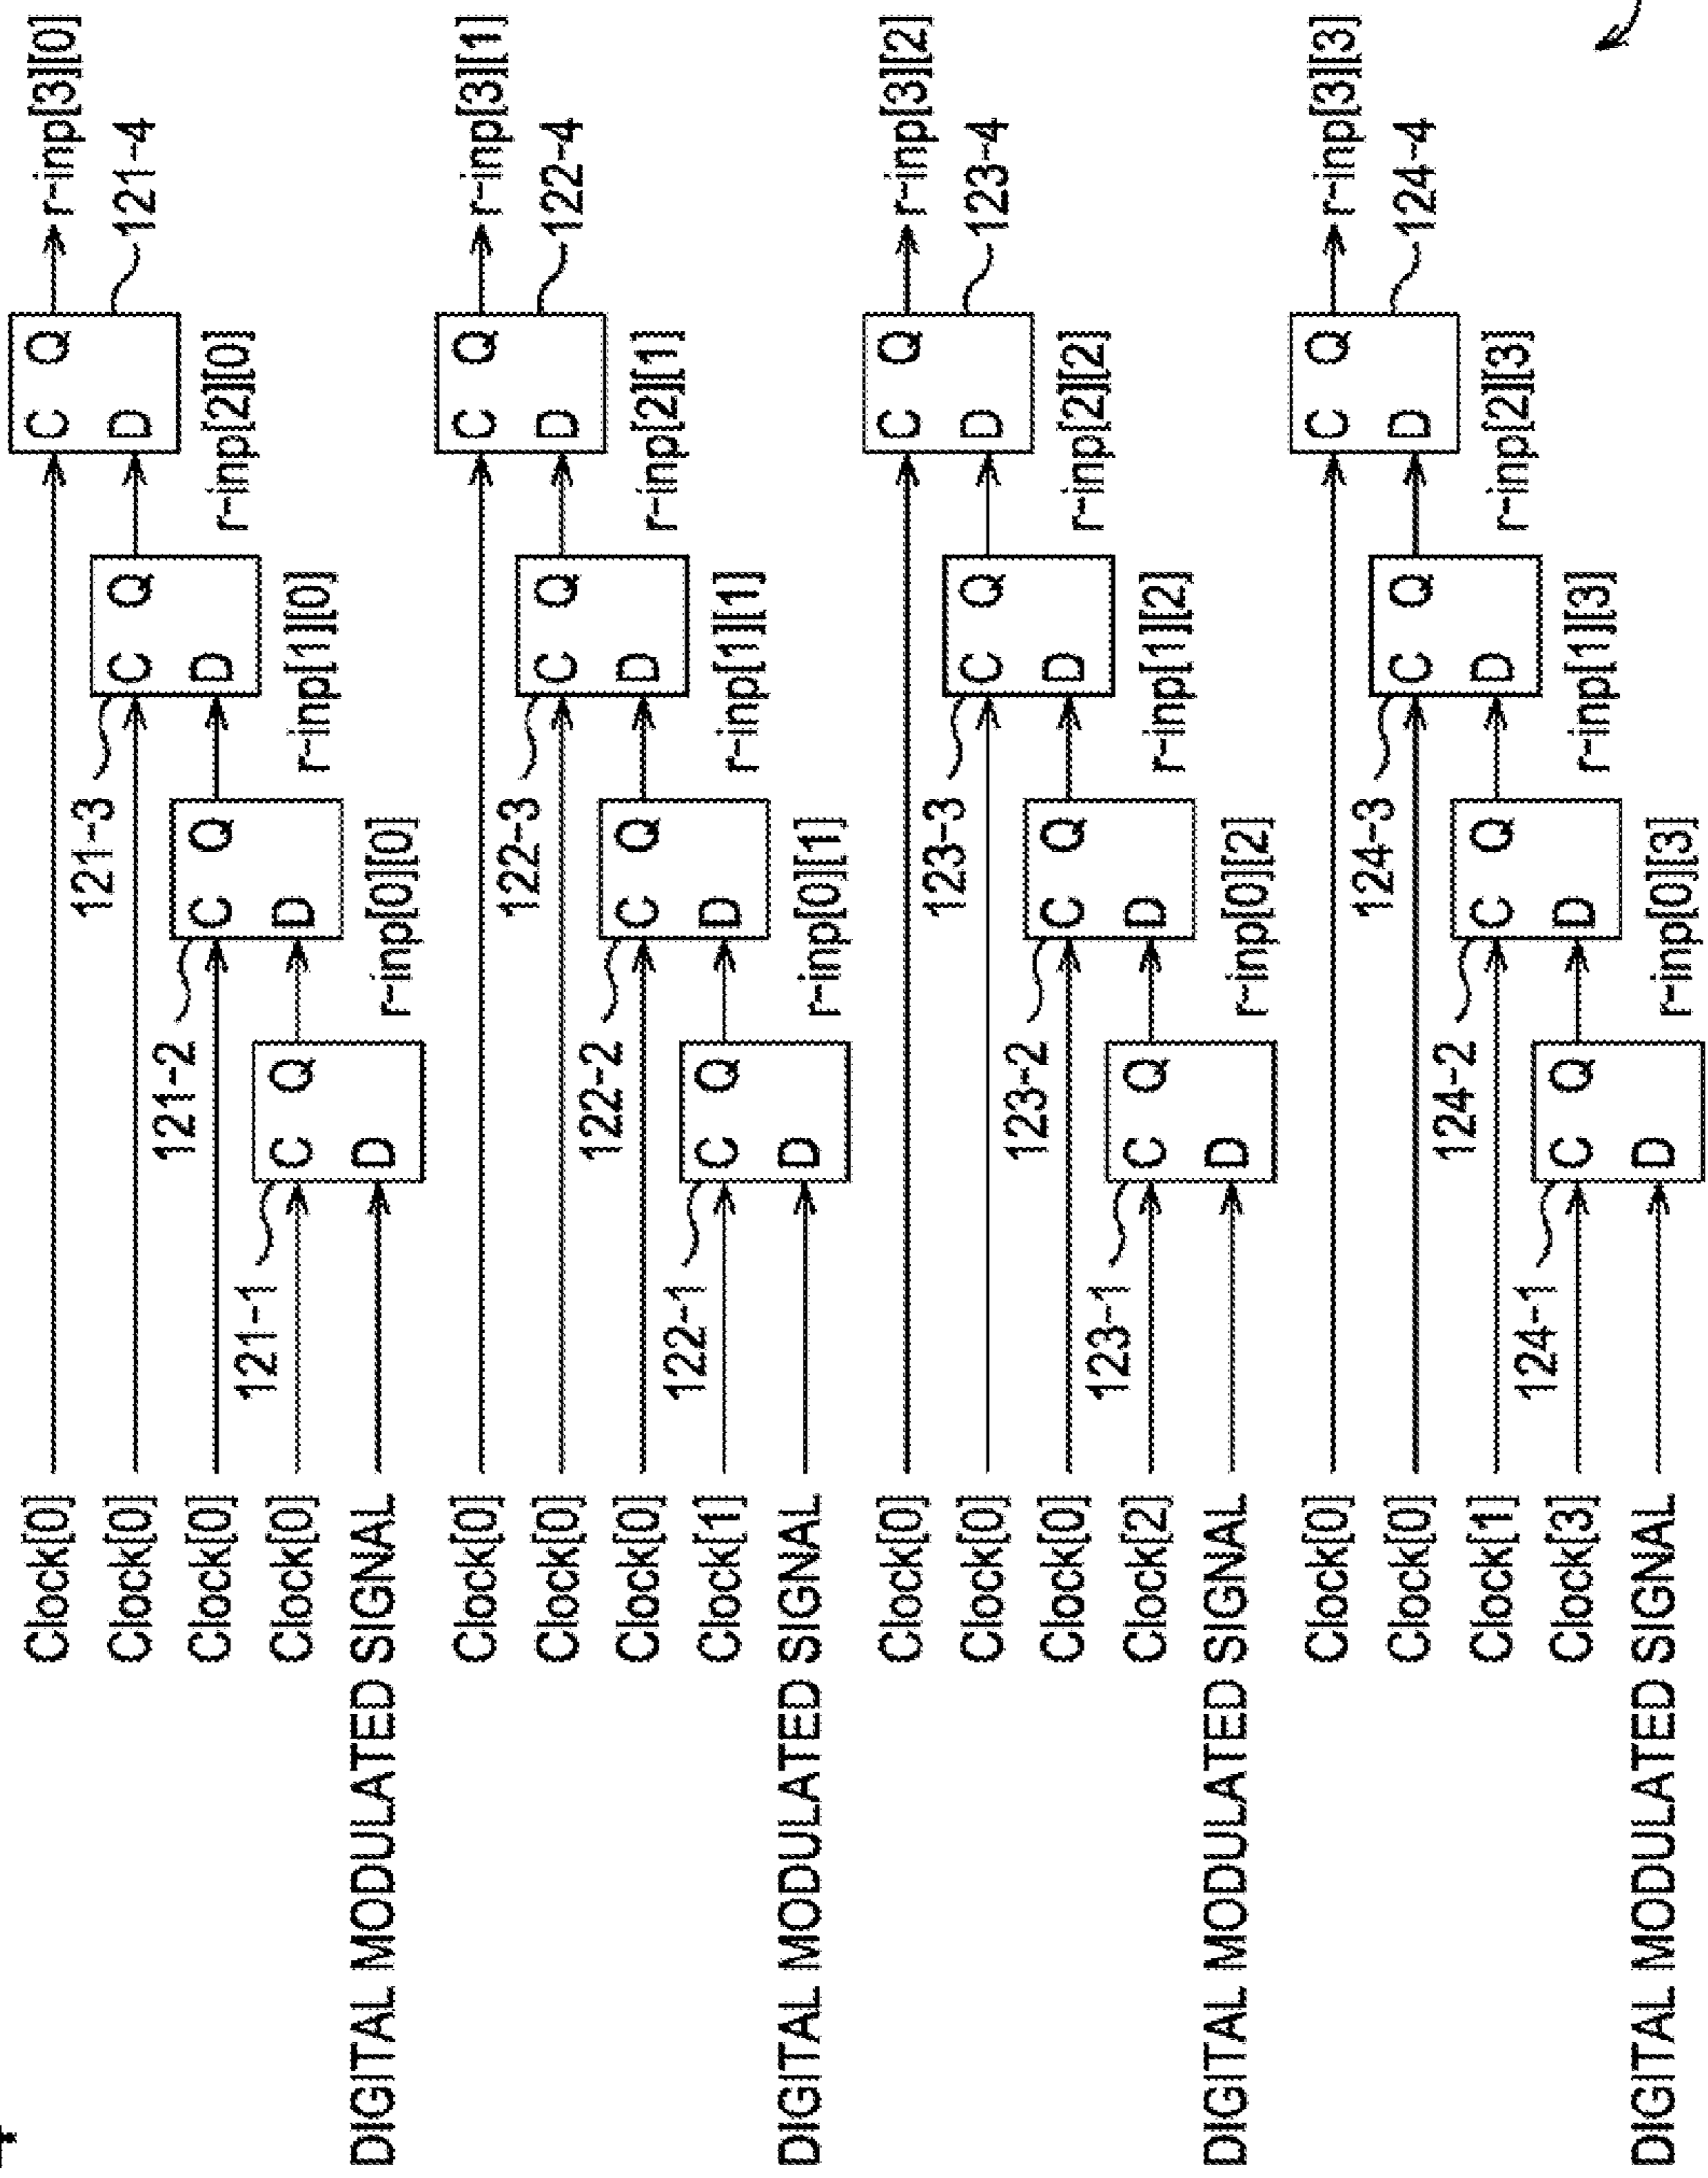 Clock[0]
C Q
r-inp[3][0]
Clock[0]
121-3
C Q
D
121-4
Clock[0]
121-2
C Q
D
r-inp[2][0]
Clock[0]
121-1
C Q
D
r-inp[1][0]
DIGITAL MODULATED SIGNAL
D
r-inp[0][0]
Clock[0]
C Q
r-inp[3][1]
Clock[0]
122-3
C Q
D
122-4
Clock[0]
122-2
C Q
D
r-inp[2][1]
Clock[1]
122-1
C Q
D
r-inp[1][1]
DIGITAL MODULATED SIGNAL
D
r-inp[0][1]
Clock[0]
C Q
r-inp[3][2]
Clock[0]
123-3
C Q
D
123-4
Clock[0]
123-2
C Q
D
r-inp[2][2]
Clock[2]
123-1
C Q
D
r-inp[1][2]
DIGITAL MODULATED SIGNAL
D
r-inp[0][2]
Clock[0]
C Q
r-inp[3][3]
Clock[0]
124-3
C Q
D
124-4
Clock[1]
124-2
C Q
D
r-inp[2][3]
Clock[3]
124-1
C Q
D
r-inp[1][3]
DIGITAL MODULATED SIGNAL
D
r-inp[0][3]